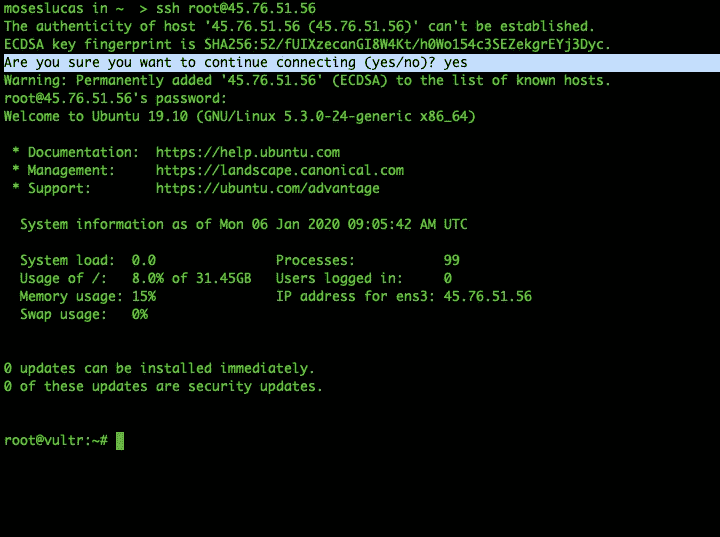 moseslucas in ~  > ssh root@45.76.51.56
The authenticity of host '45.76.51.56 (45.76.51.56)' can't be established.
ECDSA key fingerprint is SHA256:52/fUIXzecanGI8W4Kt/h0Wo154c3SEZekgrEYj3Dyc.
Are you sure you want to continue connecting (yes/no)? yes
Warning: Permanently added '45.76.51.56' (ECDSA) to the list of known hosts.
root@45.76.51.56's password:
Welcome to Ubuntu 19.10 (GNU/Linux 5.3.0-24-generic x86_64)

 * Documentation:  https://help.ubuntu.com
 * Management:     https://landscape.canonical.com
 * Support:        https://ubuntu.com/advantage

  System information as of Mon 06 Jan 2020 09:05:42 AM UTC

  System load:  0.0               Processes:           99
  Usage of /:   8.0% of 31.45GB   Users logged in:     0
  Memory usage: 15%               IP address for ens3: 45.76.51.56
  Swap usage:   0%

0 updates can be installed immediately.
0 of these updates are security updates.

root@vultr:~#